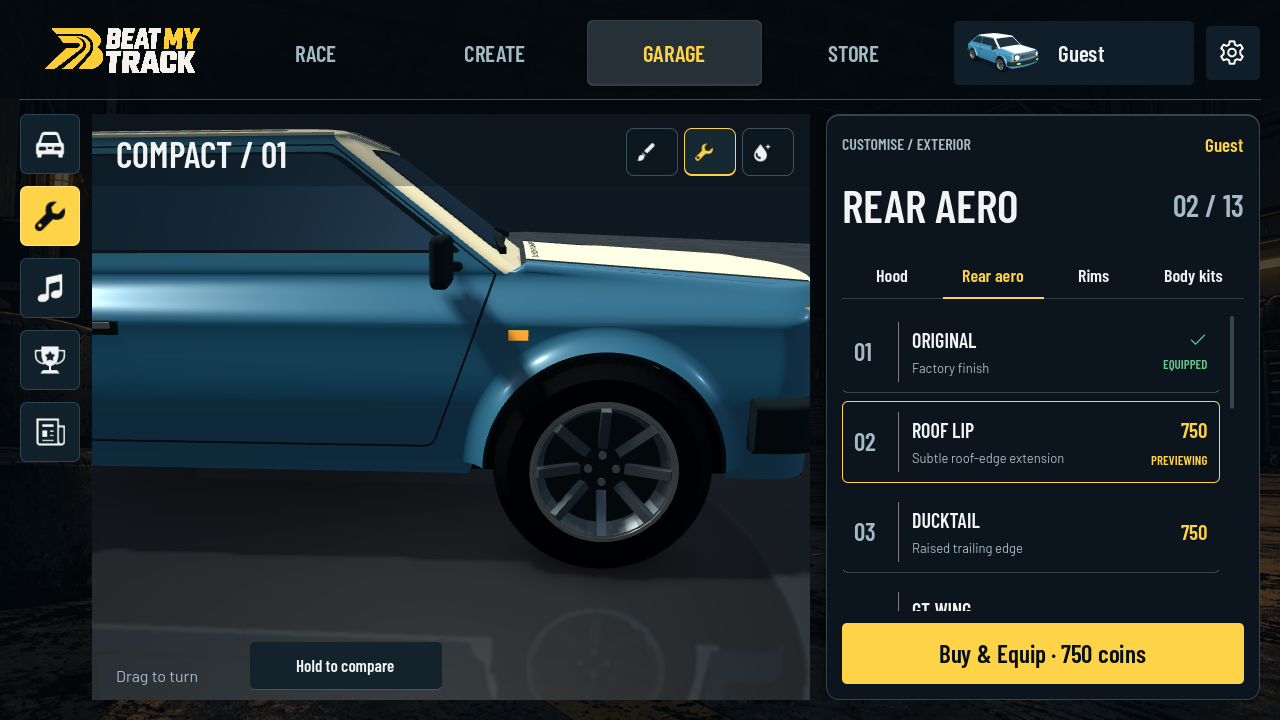 BEAT MY
TRACK
RACE
CREATE
GARAGE
STORE
Guest
COMPACT / 01
CUSTOMISE / EXTERIOR
Guest
REAR AERO
02 / 13
Hood
Rear aero
Rims
Body kits
01
ORIGINAL
Factory finish
EQUIPPED
02
ROOF LIP
Subtle roof-edge extension
750
PREVIEWING
03
DUCKTAIL
Raised trailing edge
750
GT WING
Buy & Equip · 750 coins
Hold to compare
Drag to turn